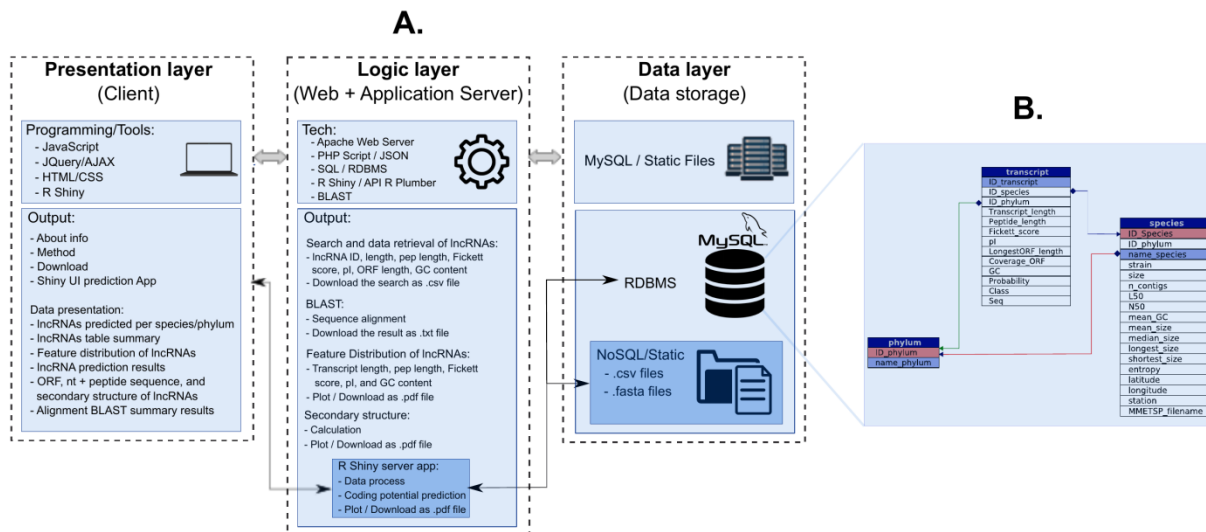 A.
Presentation layer
(Client)
Programming/Tools:
- JavaScript
- JQuery/AJAX
- HTML/CSS
- R Shiny
Output:
- About info
- Method
- Download
- Shiny UI prediction App
Data presentation:
- lncRNAs predicted per species/phylum
- lncRNAs table summary
- Feature distribution of lncRNAs
- lncRNA prediction results
- ORF, nt + peptide sequence, and
secondary structure of lncRNAs
- Alignment BLAST summary results
Logic layer
(Web + Application Server)
Tech:
- Apache Web Server
- PHP Script / JSON
- SQL / RDBMS
- R Shiny / API R Plumber
- BLAST
Output:
Search and data retrieval of lncRNAs:
- lncRNA ID, length, pep length, Fickett
score, pI, ORF length, GC content
- Download the search as .csv file
BLAST:
- Sequence alignment
- Download the result as .txt file
Feature Distribution of lncRNAs:
- Transcript length, pep length, Fickett
score, pI, and GC content
- Plot / Download as .pdf file
Secondary structure:
- Calculation
- Plot / Download as .pdf file
R Shiny server app:
- Data process
- Coding potential prediction
- Plot / Download as .pdf file
Data layer
(Data storage)
MySQL / Static Files
MySQL
RDBMS
NoSQL/Static
- .csv files
- .fasta files
B.
transcript
ID_transcript
ID_species
ID_phylum
Transcript_length
Peptide_length
Fickett_score
pI
LongestORF_length
Coverage_ORF
GC
Probability
Class
Seq
species
ID_Species
ID_phylum
name_species
strain
size
n_contigs
L50
N50
mean_GC
mean_size
median_size
longest_size
shortest_size
entropy
latitude
longitude
station
MMETSP_filename
phylum
ID_phylum
name_phylum